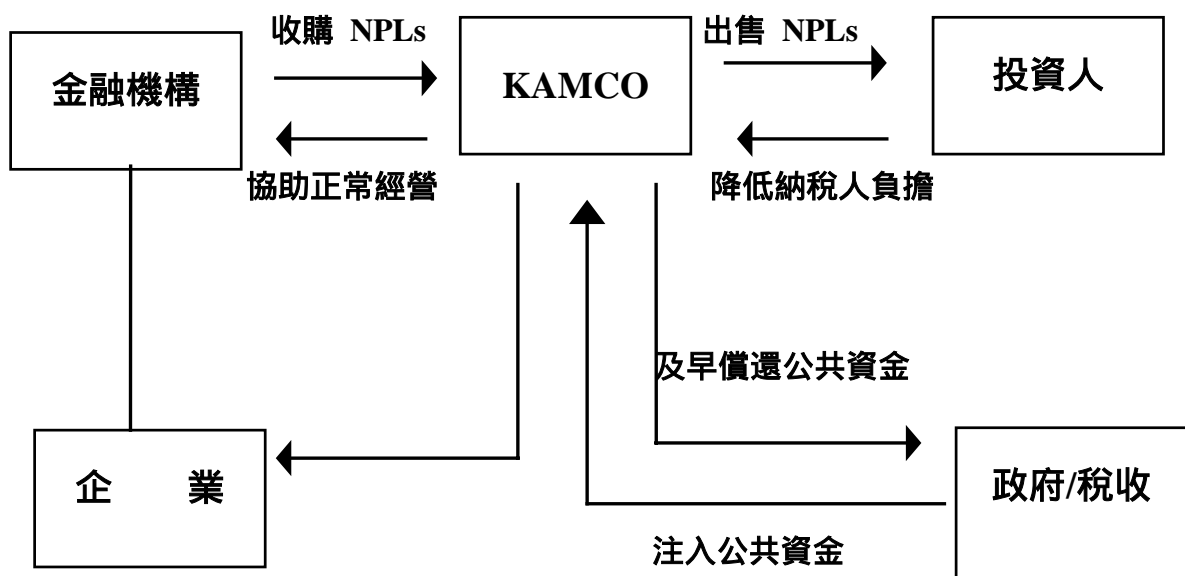 收購 NPLs
出售 NPLs
金融機構
KAMCO
投資人
協助正常經營
降低納稅人負擔
及早償還公共資金
企 業
政府/稅收
注入公共資金